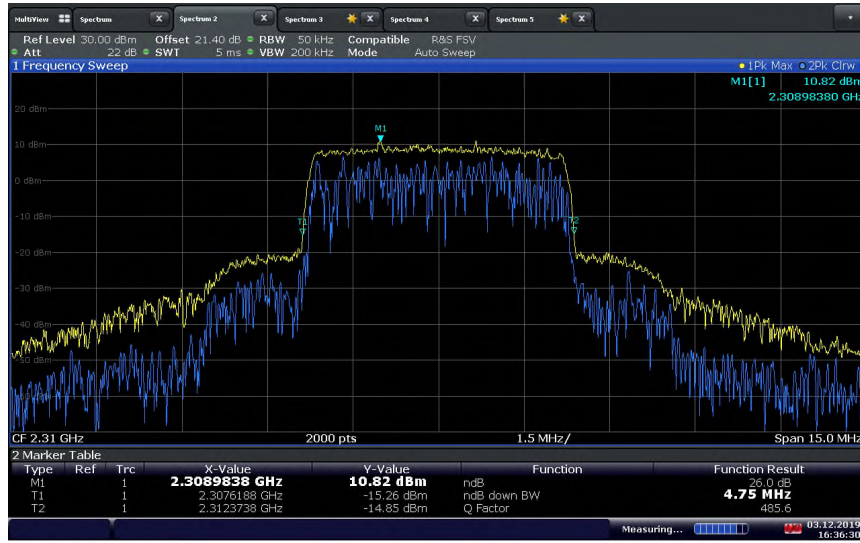 MultiView Spectrum X Spectrum 2 X Spectrum 3 X Spectrum 4 X Spectrum 5 X
Ref Level 30.00 dBm Offset 21.40 dB RBW 50 kHz Compatible R&S FSV
Att 22 dB SWT 5 ms VBW 200 kHz Mode Auto Sweep
1 Frequency Sweep 1Pk Max 2Pk Clrw
M1[1] 10.82 dBm
2.30898380 GHz
20 dBm
M1
10 dBm
0 dBm
-10 dBm
T1 T2
-20 dBm
-30 dBm
-40 dBm
-50 dBm
CF 2.31 GHz 2000 pts 1.5 MHz/ Span 15.0 MHz
2 Marker Table
Type Ref Trc X-Value Y-Value Function Function Result
M1 1 2.3089838 GHz 10.82 dBm ndB 26.0 dB
T1 1 2.3076188 GHz -15.26 dBm ndB down BW 4.75 MHz
T2 1 2.3123738 GHz -14.85 dBm Q Factor 485.6
Measuring... 03.12.2019
16:36:30